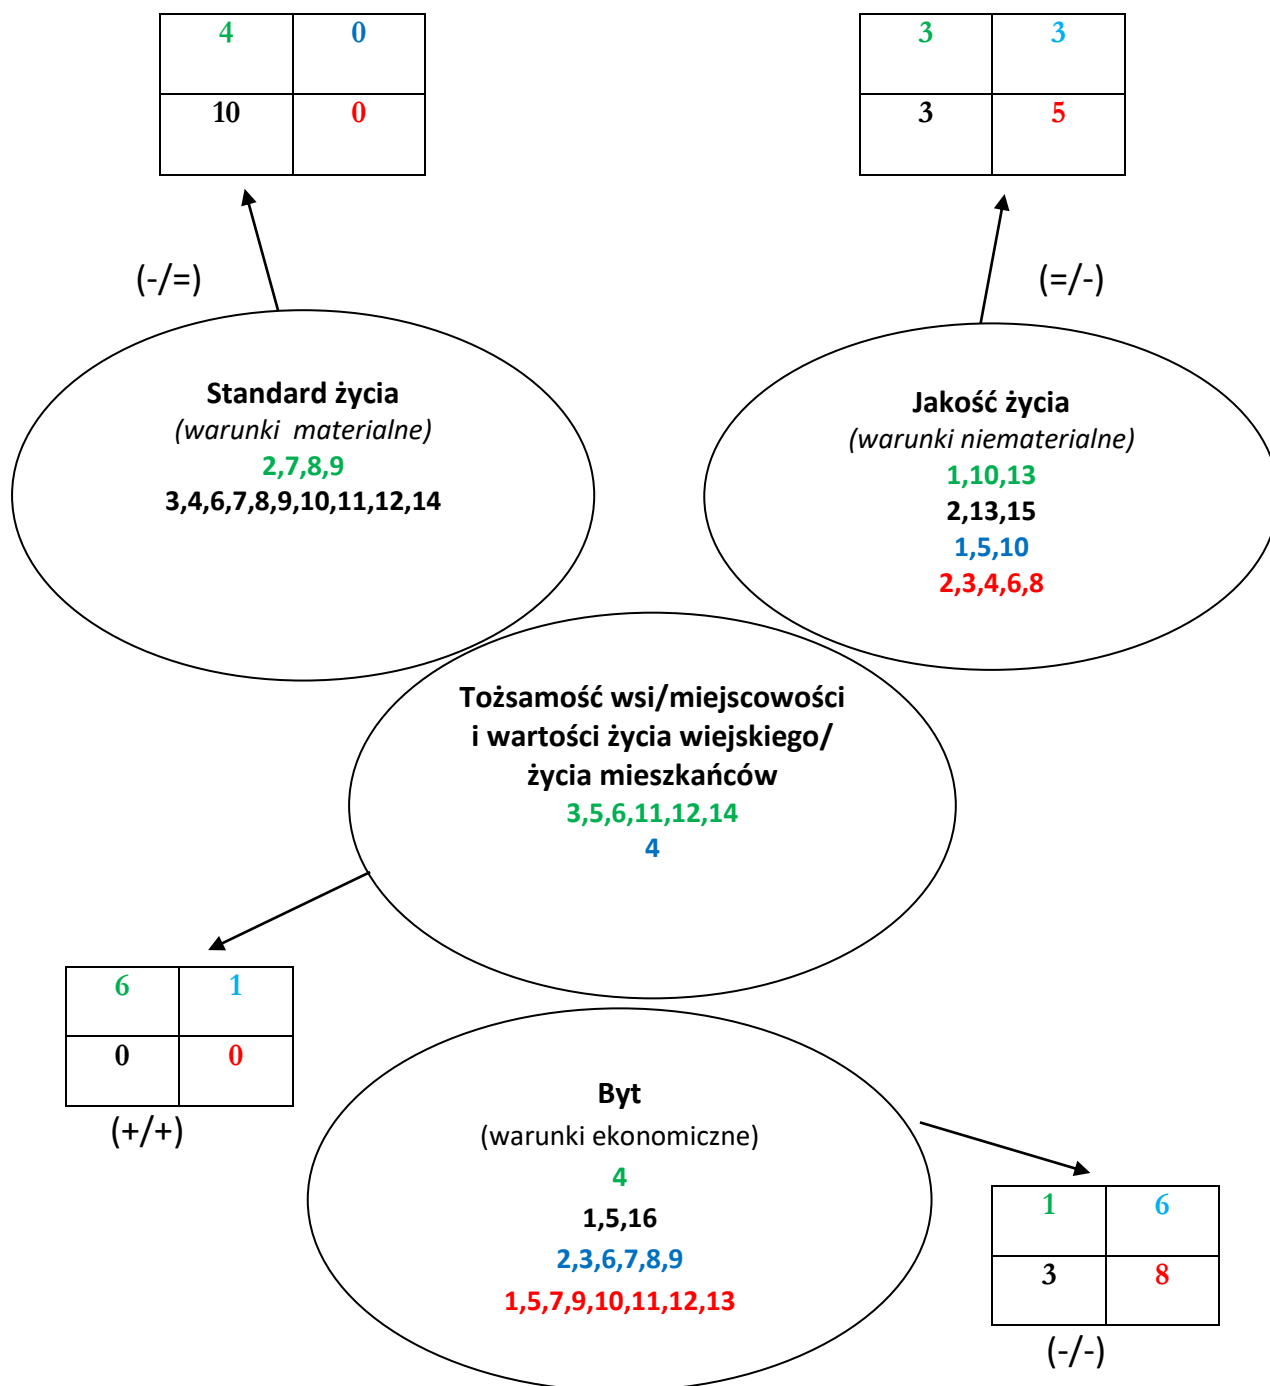 4 0
10 0
3 3
3 5
(-/=)
(=/-)
Standard życia
(warunki materialne)
2,7,8,9
3,4,6,7,8,9,10,11,12,14
Jakość życia
(warunki niematerialne)
1,10,13
2,13,15
1,5,10
2,3,4,6,8
Tożsamość wsi/miejscowości
i wartości życia wiejskiego/
życia mieszkańców
3,5,6,11,12,14
4
6 1
0 0
(+/+)
Byt
(warunki ekonomiczne)
4
1,5,16
2,3,6,7,8,9
1,5,7,9,10,11,12,13
1 6
3 8
(-/-)